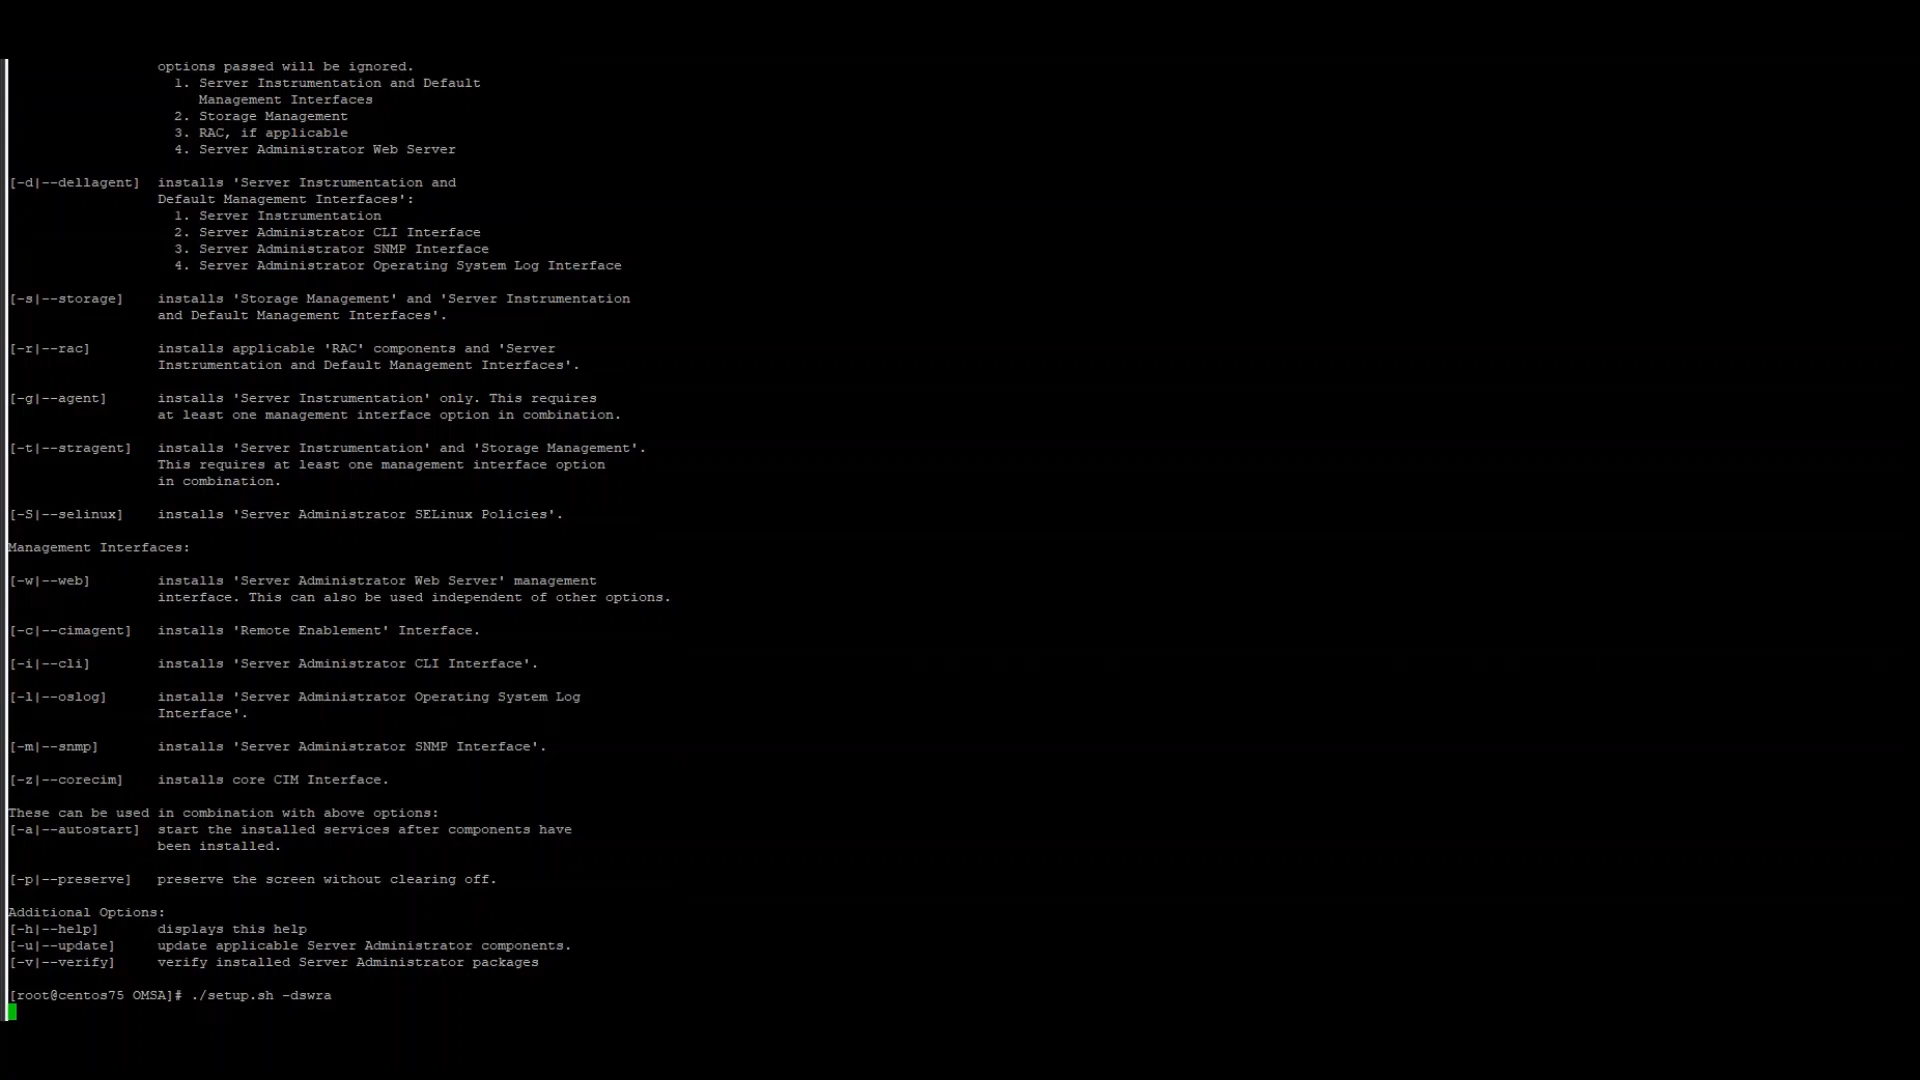 options passed will be ignored.
1. Server Instrumentation and Default
Management Interfaces
2. Storage Management
3. RAC, if applicable
4. Server Administrator Web Server
[-d|--dellagent] installs 'Server Instrumentation and
Default Management Interfaces':
1. Server Instrumentation
2. Server Administrator CLI Interface
3. Server Administrator SNMP Interface
4. Server Administrator Operating System Log Interface
[-s|--storage] installs 'Storage Management' and 'Server Instrumentation
and Default Management Interfaces'.
[-r|--rac] installs applicable 'RAC' components and 'Server
Instrumentation and Default Management Interfaces'.
[-g|--agent] installs 'Server Instrumentation' only. This requires
at least one management interface option in combination.
[-t|--stragent] installs 'Server Instrumentation' and 'Storage Management'.
This requires at least one management interface option
in combination.
[-S|--selinux] installs 'Server Administrator SELinux Policies'.
Management Interfaces:
[-w|--web] installs 'Server Administrator Web Server' management
interface. This can also be used independent of other options.
[-c|--cimagent] installs 'Remote Enablement' Interface.
[-i|--cli] installs 'Server Administrator CLI Interface'.
[-l|--oslog] installs 'Server Administrator Operating System Log
Interface'.
[-m|--snmp] installs 'Server Administrator SNMP Interface'.
[-z|--corecim] installs core CIM Interface.
These can be used in combination with above options:
[-a|--autostart] start the installed services after components have
been installed.
[-p|--preserve] preserve the screen without clearing off.
Additional Options:
[-h|--help] displays this help
[-u|--update] update applicable Server Administrator components.
[-v|--verify] verify installed Server Administrator packages
[root@centos75 OMSA]# ./setup.sh -dswra